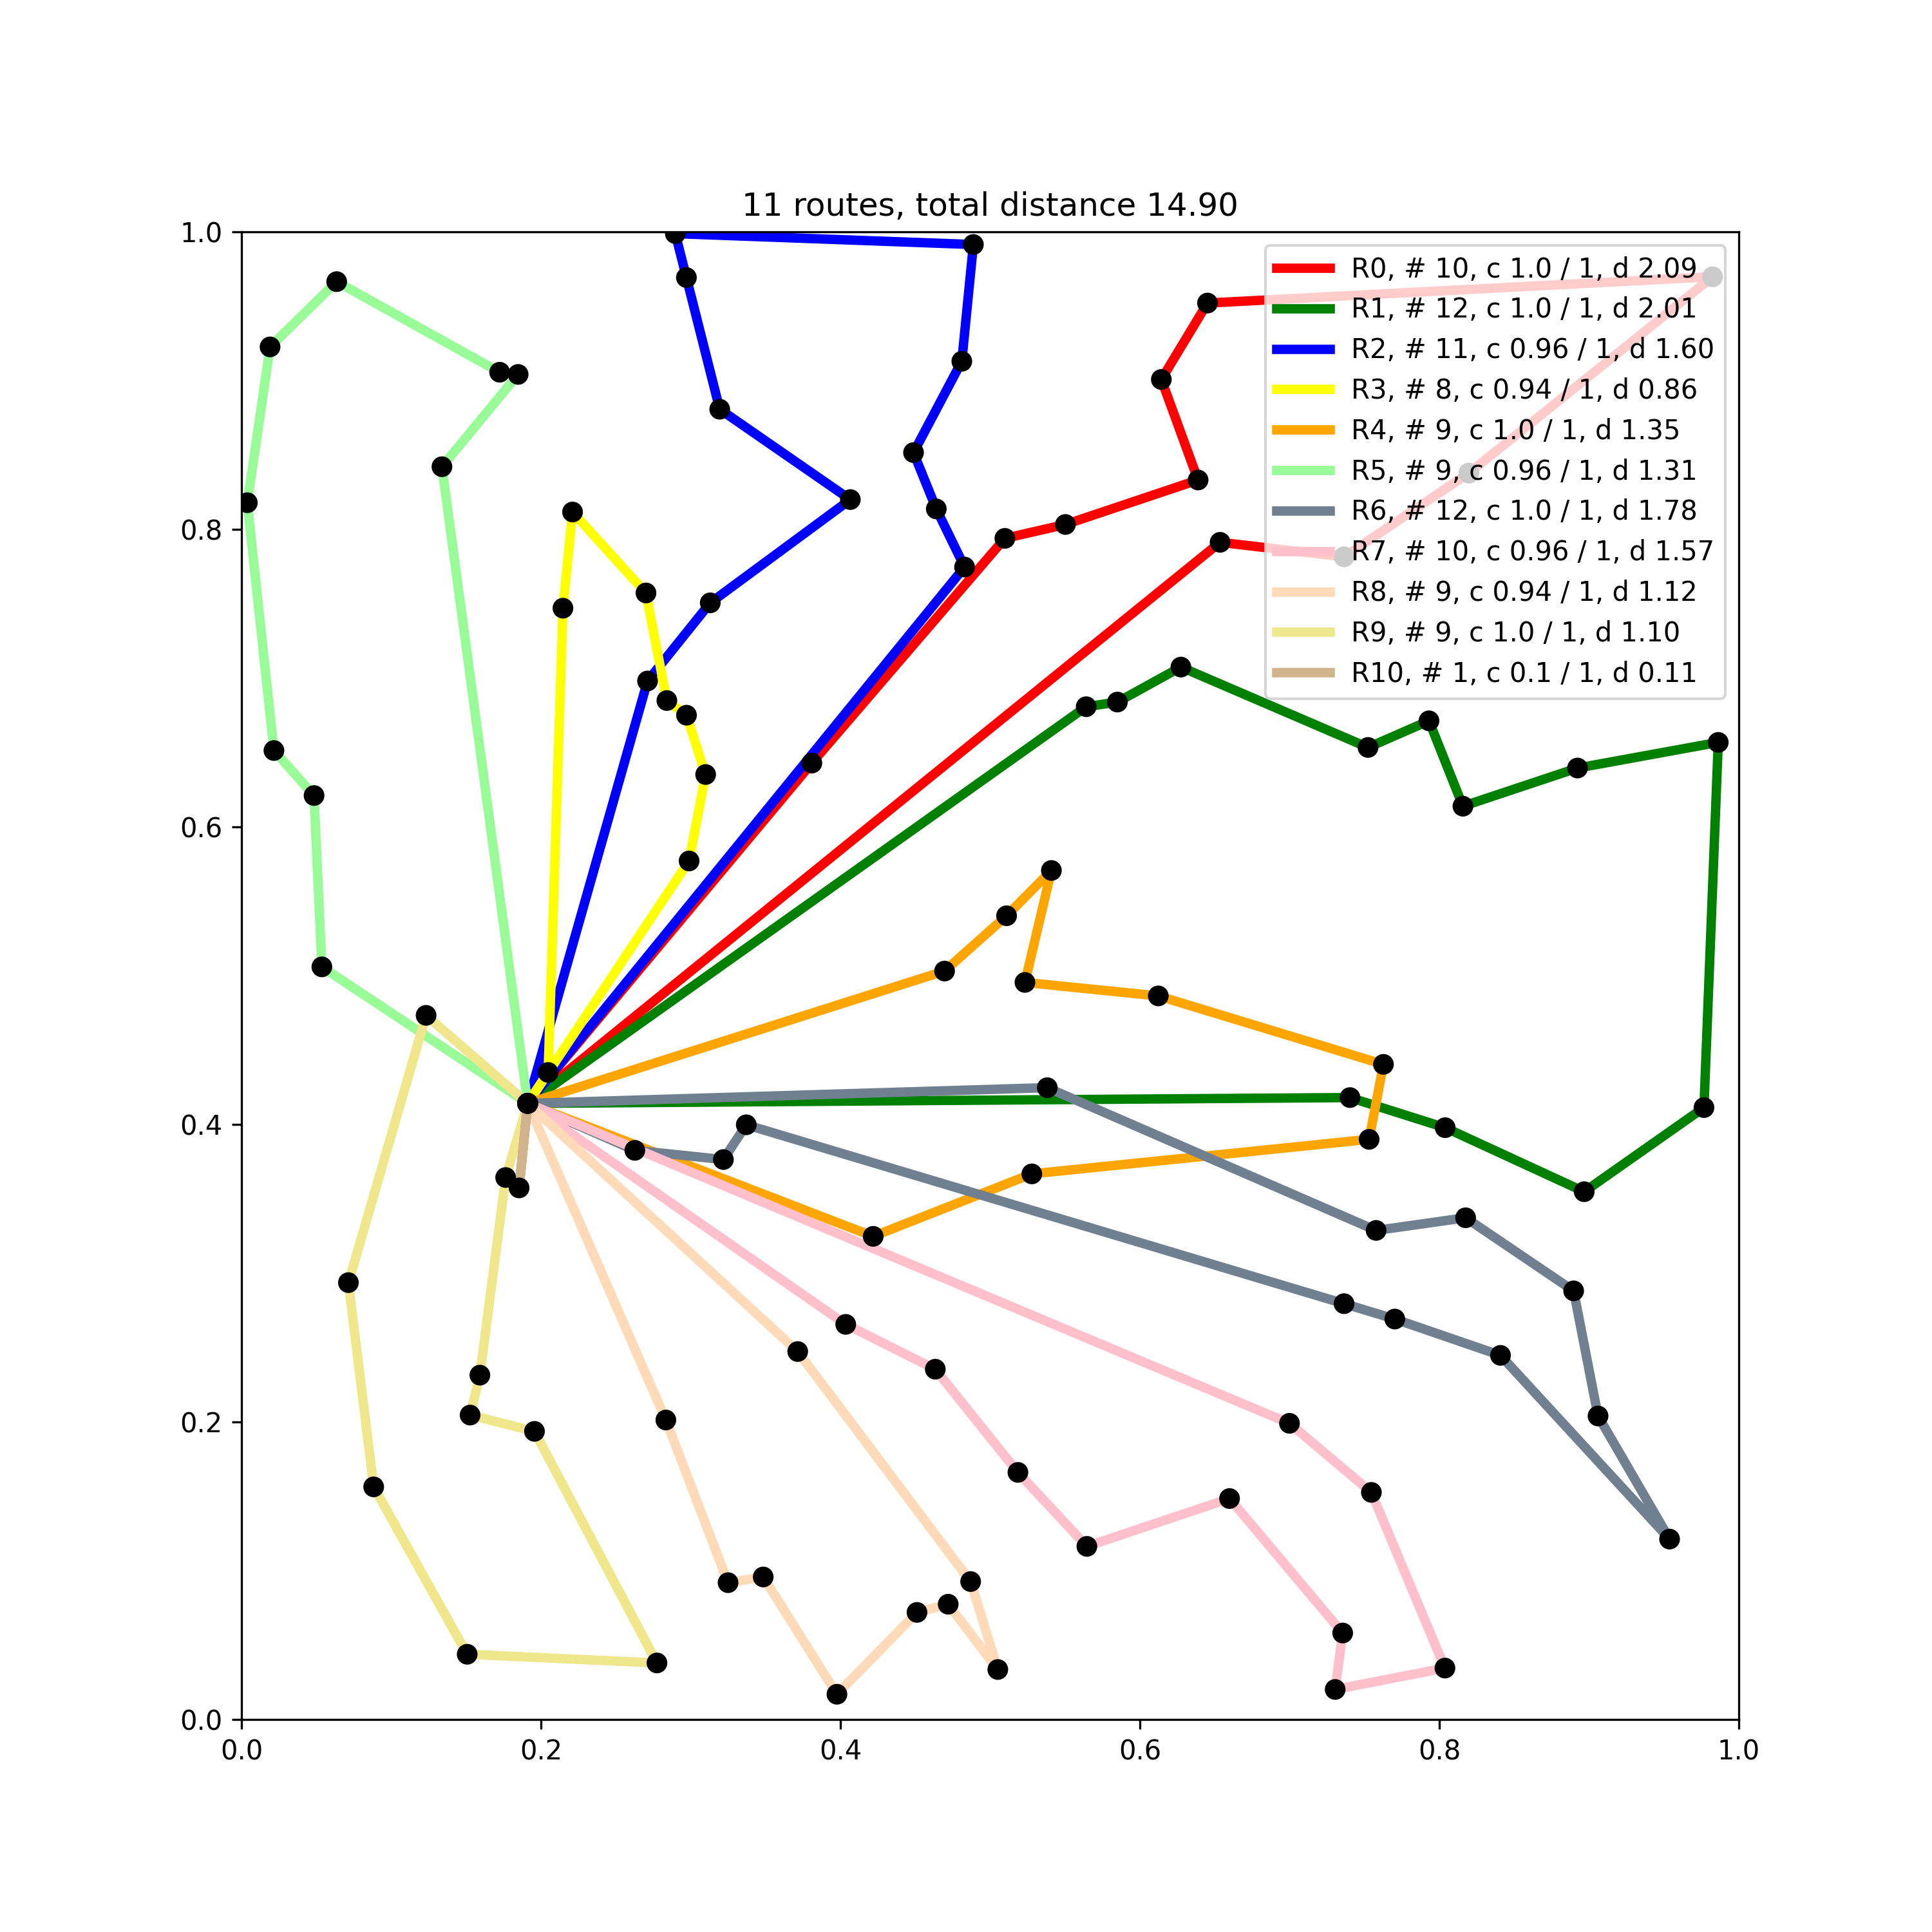 11 routes, total distance 14.90
1.0
0.8
0.6
0.4
0.2
0.0
0.0 0.2 0.4 0.6 0.8 1.0
R0, # 10, c 1.0 / 1, d 2.09
R1, # 12, c 1.0 / 1, d 2.01
R2, # 11, c 0.96 / 1, d 1.60
R3, # 8, c 0.94 / 1, d 0.86
R4, # 9, c 1.0 / 1, d 1.35
R5, # 9, c 0.96 / 1, d 1.31
R6, # 12, c 1.0 / 1, d 1.78
R7, # 10, c 0.96 / 1, d 1.57
R8, # 9, c 0.94 / 1, d 1.12
R9, # 9, c 1.0 / 1, d 1.10
R10, # 1, c 0.1 / 1, d 0.11